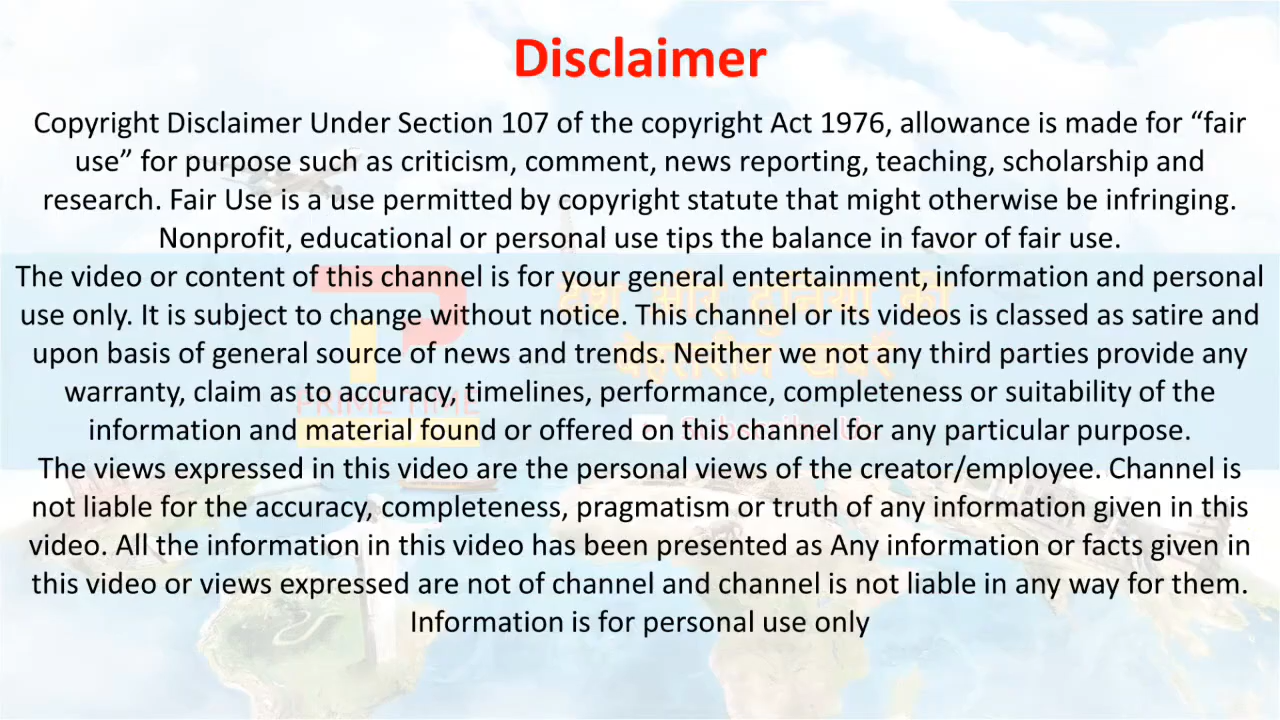 Disclaimer
Copyright Disclaimer Under Section 107 of the copyright Act 1976, allowance is made for “fair
use” for purpose such as criticism, comment, news reporting, teaching, scholarship and
research. Fair Use is a use permitted by copyright statute that might otherwise be infringing.
Nonprofit, educational or personal use tips the balance in favor of fair use.
The video or content of this channel is for your general entertainment, information and personal
use only. It is subject to change without notice. This channel or its videos is classed as satire and
upon basis of general source of news and trends. Neither we not any third parties provide any
warranty, claim as to accuracy, timelines, performance, completeness or suitability of the
information and material found or offered on this channel for any particular purpose.
The views expressed in this video are the personal views of the creator/employee. Channel is
not liable for the accuracy, completeness, pragmatism or truth of any information given in this
video. All the information in this video has been presented as Any information or facts given in
this video or views expressed are not of channel and channel is not liable in any way for them.
Information is for personal use only
देश और दुनिया की
बेहतरीन खबरें
PRIME TIME
Subscribe Us